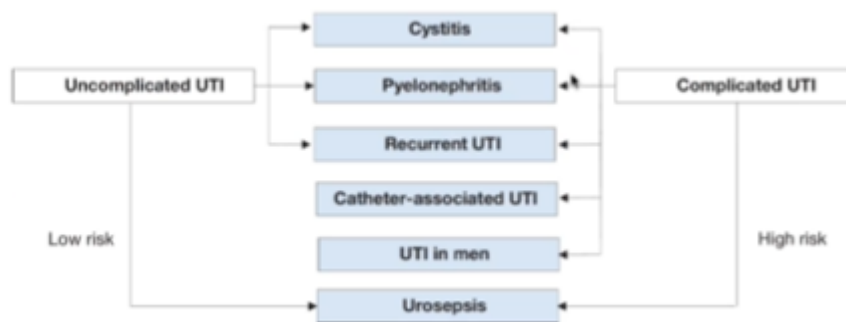 Cystitis
Uncomplicated UTI
Pyelonephritis
Complicated UTI
Recurrent UTI
Catheter-associated UTI
Low risk
UTI in men
High risk
Urosepsis